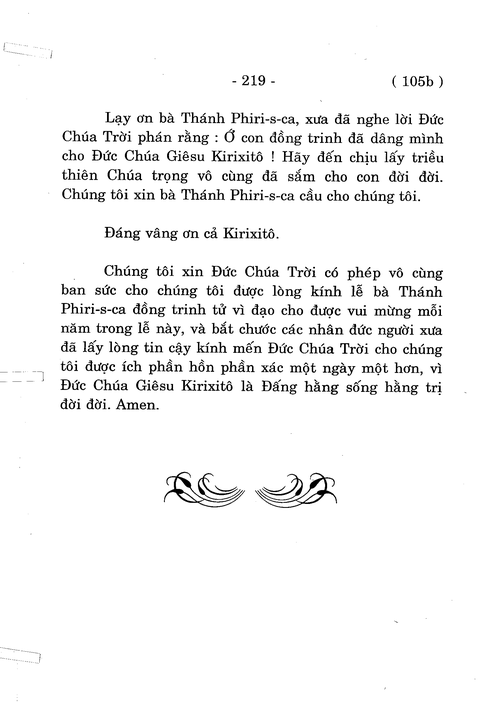 - 219 - ( 105b )
Lạy ơn bà Thánh Phiri-s-ca, xưa đã nghe lời Đức
Chúa Trời phán rằng : Ớ con đồng trinh đã dâng mình
cho Đức Chúa Giêsu Kirixitô ! Hãy đến chịu lấy triều
thiên Chúa trọng vô cùng đã sắm cho con đời đời.
Chúng tôi xin bà Thánh Phiri-s-ca cầu cho chúng tôi.
Đáng vâng ơn cả Kirixitô.
Chúng tôi xin Đức Chúa Trời có phép vô cùng
ban sức cho chúng tôi được lòng kính lễ bà Thánh
Phiri-s-ca đồng trinh tử vì đạo cho được vui mừng mỗi
năm trong lễ này, và bắt chước các nhân đức người xưa
đã lấy lòng tin cậy kính mến Đức Chúa Trời cho chúng
tôi được ích phần hồn phần xác một ngày một hơn, vì
Đức Chúa Giêsu Kirixitô là Đấng hằng sống hằng trị
đời đời. Amen.